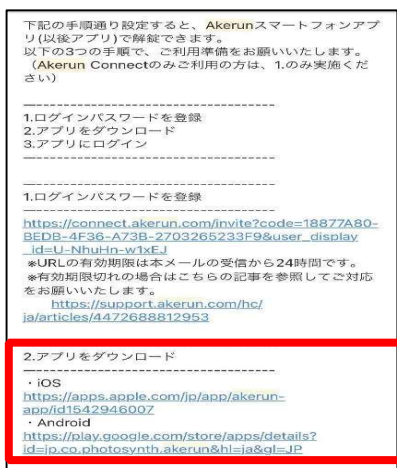 下記の手順通り設定すると、Akerunスマートフォンアプ
リ(以後アプリ)で解錠できます。
以下の3つの手順で、ご利用準備をお願いいたします。
（Akerun Connectのみご利用の方は、1.のみ実施くだ
さい）
―---------------------------------
1.ログインパスワードを登録
2.アプリをダウンロード
3.アプリにログイン
―---------------------------------
―---------------------------------
1.ログインパスワードを登録
―---------------------------------
https://connect.akerun.com/invite?code=18877A80-
BEDB-4F36-A73B-2703265233F9&user_display
_id=U-NhuHn-w1xEJ
※URLの有効期限は本メールの受信から24時間です。
※有効期限切れの場合はこちらの記事を参照してご対応
をお願いいたします。
https://support.akerun.com/hc/
ja/articles/4472688812953
2.アプリをダウンロード
―---------------------------------
・iOS
https://apps.apple.com/jp/app/akerun-
app/id1542946007
・Android
https://play.google.com/store/apps/details?
id=jp.co.photosynth.akerun&hl=ja&gl=JP